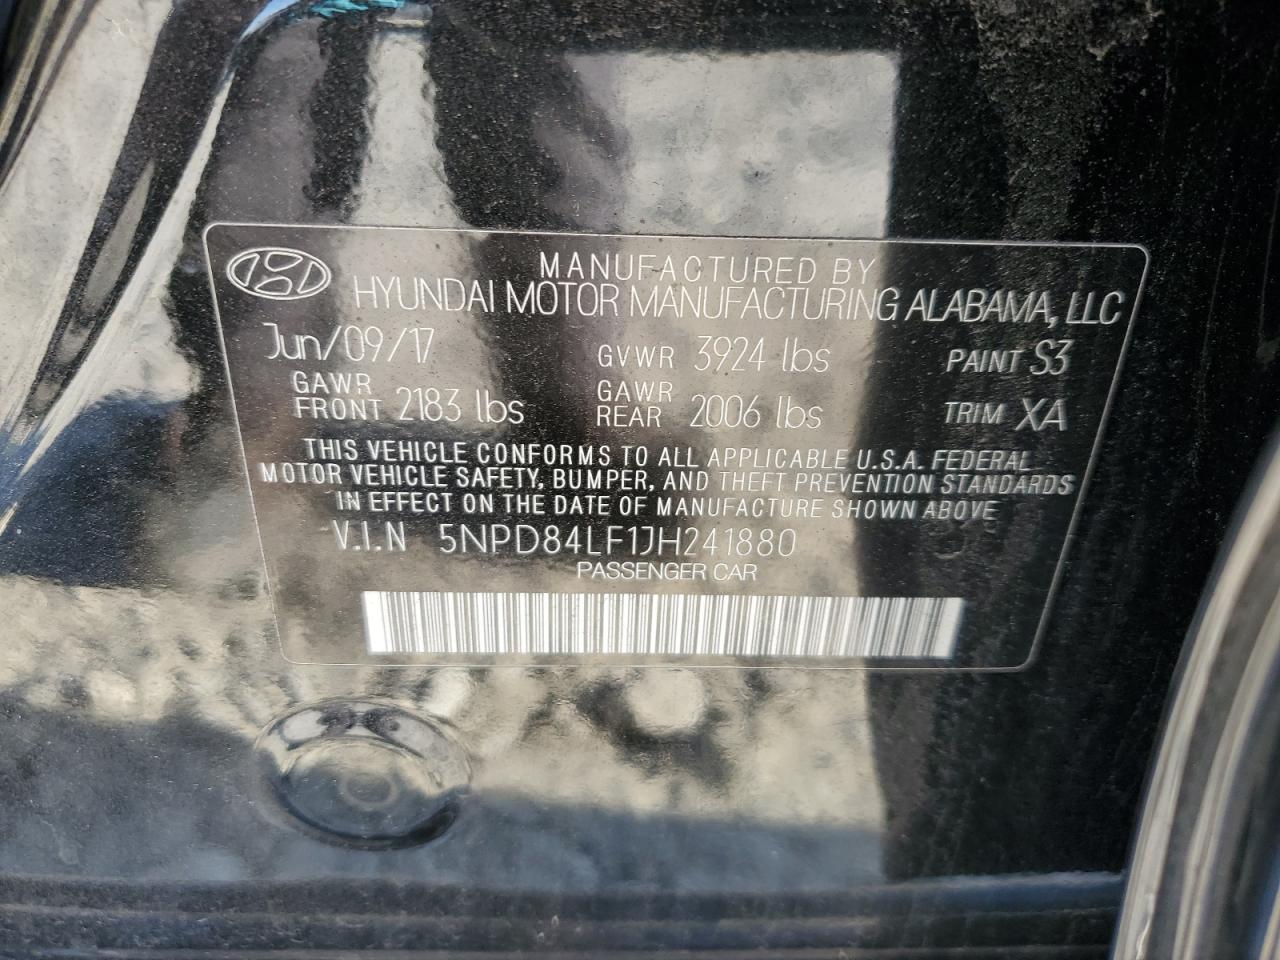 MANUFACTURED BY
HYUNDAI MOTOR MANUFACTURING ALABAMA, LLC
Jun/09/17 GVWR 3924 lbs PAINT S3
GAWR FRONT 2183 lbs GAWR REAR 2006 lbs TRIM XA
THIS VEHICLE CONFORMS TO ALL APPLICABLE U.S.A. FEDERAL
MOTOR VEHICLE SAFETY, BUMPER, AND THEFT PREVENTION STANDARDS
IN EFFECT ON THE DATE OF MANUFACTURE SHOWN ABOVE
V.I.N 5NPD84LF1JH241880
PASSENGER CAR